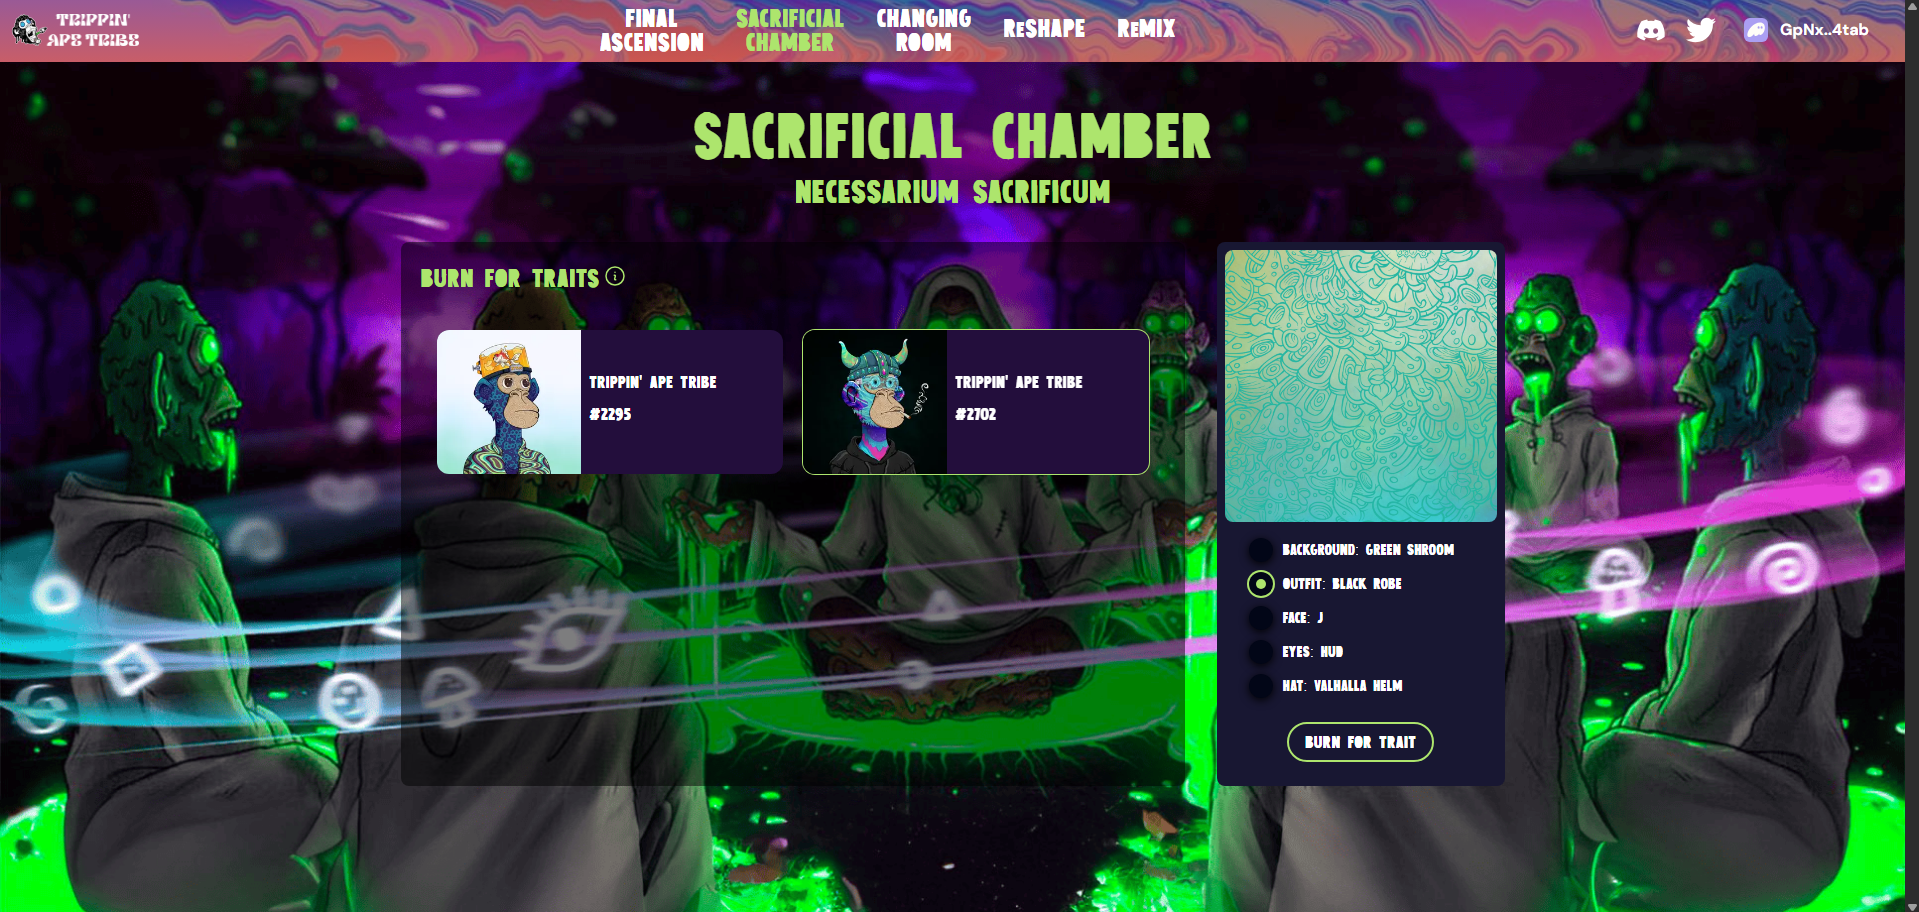 TRIPPIN'
APE TRIBE
FINAL
ASCENSION
SACRIFICIAL
CHAMBER
CHANGING
ROOM
ReSHAPE
ReMIX
GpNx..4tab
SACRIFICIAL CHAMBER
NECESSARIUM SACRIFICUM
BURN FOR TRAITS
TRIPPIN' APE TRIBE
#2295
TRIPPIN' APE TRIBE
#2702
BACKGROUND: GREEN SHROOM
OUTFIT: BLACK ROBE
FACE: J
EYES: HUD
HAT: VALHALLA HELM
BURN FOR TRAIT